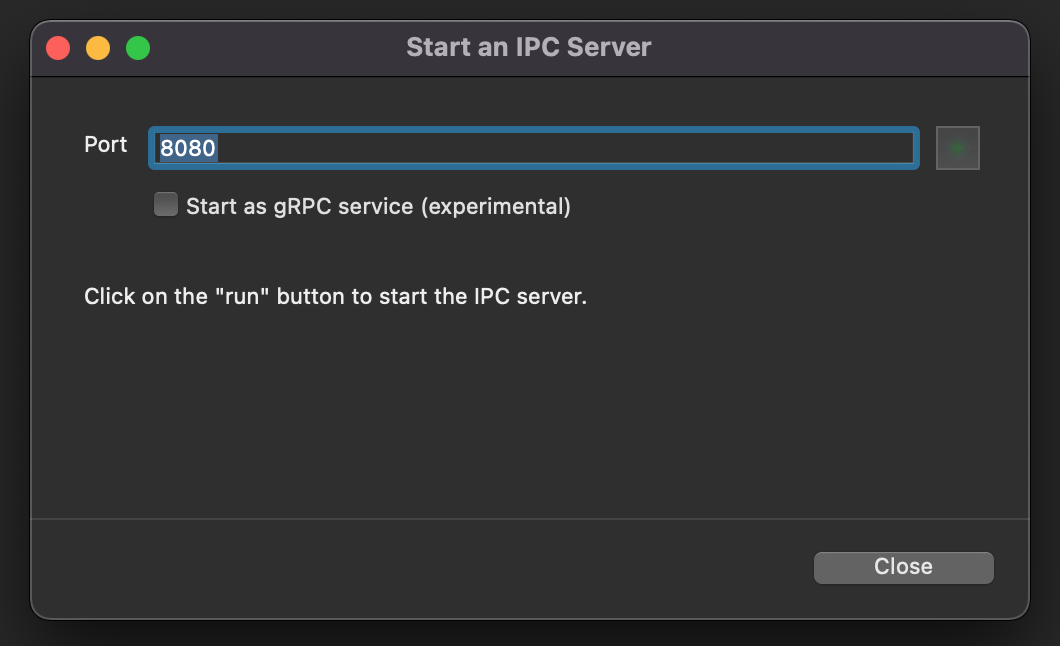 Start an IPC Server
Port 8080
Start as gRPC service (experimental)
Click on the "run" button to start the IPC server.
Close